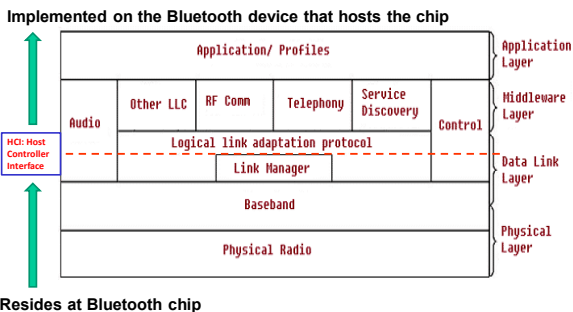 Implemented on the Bluetooth device that hosts the chip
Application/ Profiles
Application
Layer
Audio
Other LLC
RF Comm
Telephony
Service
Discovery
Control
Middleware
Layer
HCI: Host
Controller
Interface
Logical link adaptation protocol
Link Manager
Data Link
Layer
Baseband
Physical Radio
Physical
Layer
Resides at Bluetooth chip